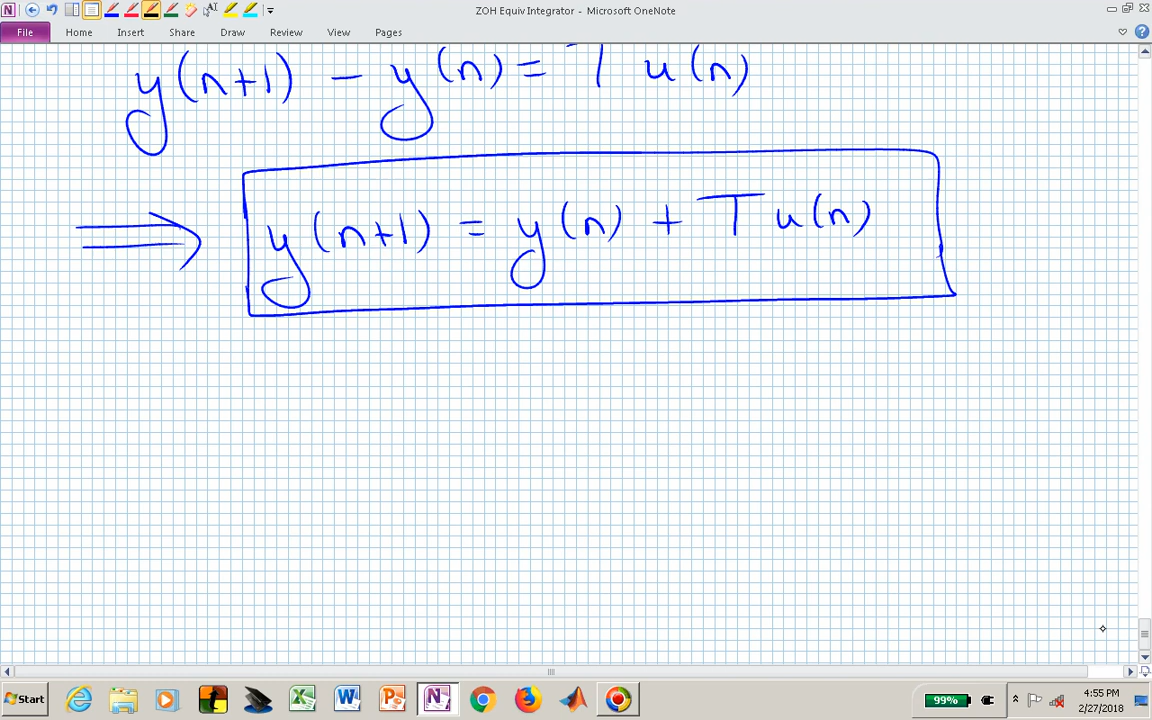 ZOH Equiv Integrator - Microsoft OneNote
File Home Insert Share Draw Review View Pages
y(n+1) - y(n) = T u(n)
⇒ y(n+1) = y(n) + T u(n)
Start 99% 4:55 PM
2/27/2018